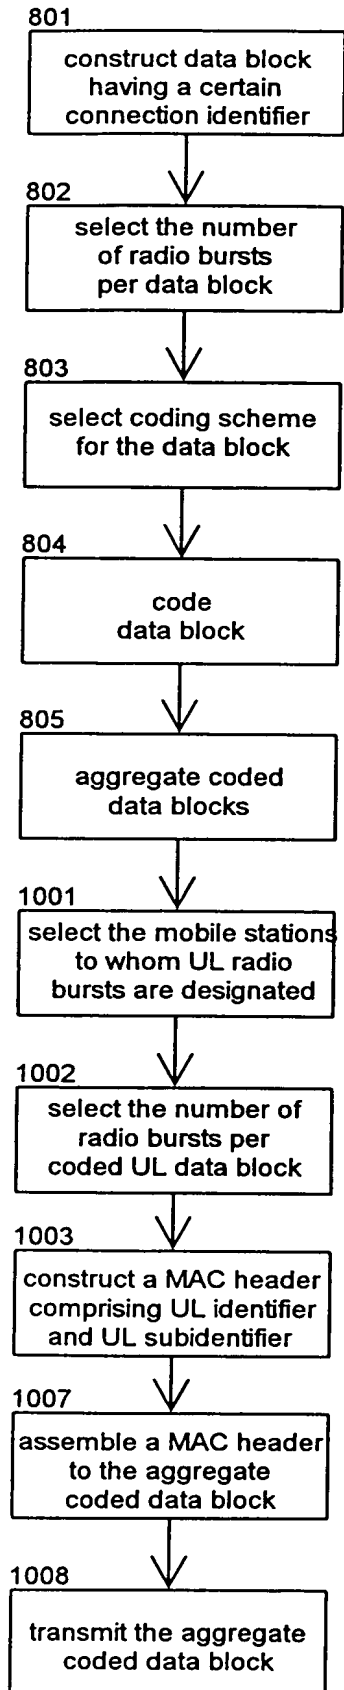 801
construct data block
having a certain
connection identifier
802
select the number
of radio bursts
per data block
803
select coding scheme
for the data block
804
code
data block
805
aggregate coded
data blocks
1001
select the mobile stations
to whom UL radio
bursts are designated
1002
select the number of
radio bursts per
coded UL data block
1003
construct a MAC header
comprising UL identifier
and UL subidentifier
1007
assemble a MAC header
to the aggregate
coded data block
1008
transmit the aggregate
coded data block